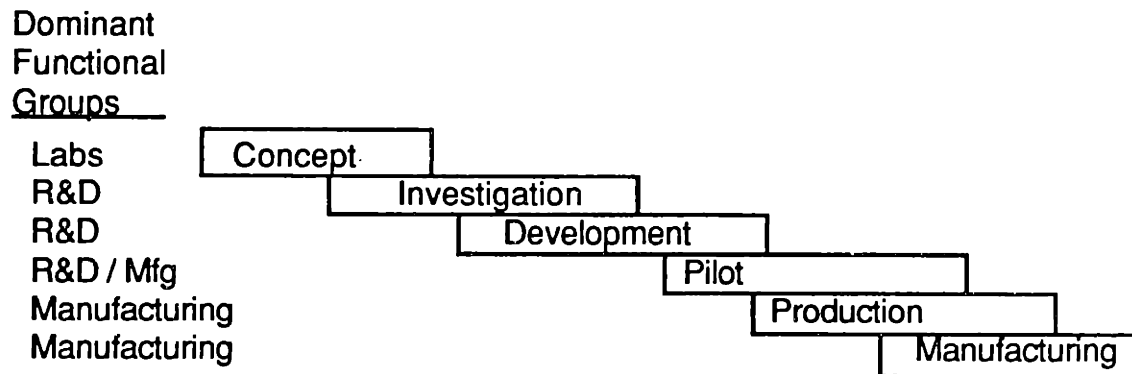 Dominant
Functional
Groups
Labs Concept
R&D Investigation
R&D Development
R&D / Mfg Pilot
Manufacturing Production
Manufacturing Manufacturing